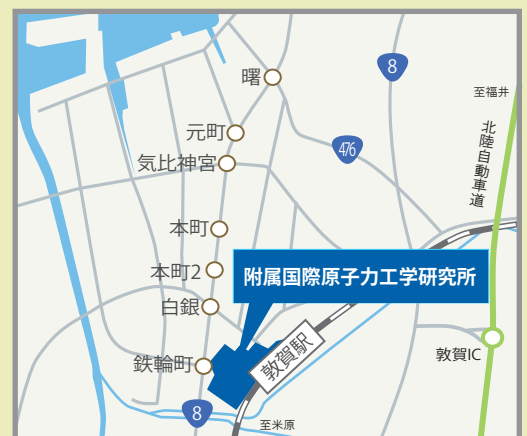 曙
8
至福井
北陸自動車道
元町
476
気比神宮
本町
本町2
附属国際原子力工学研究所
白銀
敦賀駅
敦賀IC
鉄輪町
8
至米原